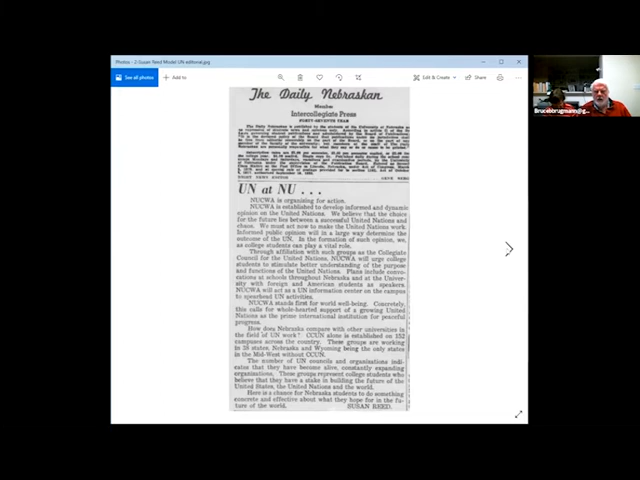 Photos - 2-Susan Reed Model UN editorial.jpg
See all photos
Add to
Edit & Create
Share
Brucebbrugmann@g...
The Daily Nebraskan
Member
Intercollegiate Press
FORTY-SEVENTH YEAR
UN at NU . . .
NUCWA is organizing for action.
NUCWA is established to develop informed and dynamic
opinion on the United Nations. We believe that the choice
for the future lies between a successful United Nations and
chaos. We must act now to make the United Nations work.
Informed public opinion will in a large way determine the
outcome of the UN. In the formation of such opinion, we,
as college students can play a vital role.
Through affiliation with such groups as the Collegiate
Council for the United Nations, NUCWA will urge college
students to stimulate better understanding of the purpose
and functions of the United Nations. Plans include convo-
cations at schools throughout Nebraska and at the Univer-
sity with foreign and American students as speakers.
NUCWA will act as a UN information center on the campus
to spearhead UN activities.
NUCWA stands first for world well-being. Concretely,
this calls for whole-hearted support of a growing United
Nations as the prime international institution for peaceful
progress.
How does Nebraska compare with other universities in
the field of UN work? CCUN alone is established on 152
campuses across the country. These groups are working
in 28 states, Nebraska and Wyoming being the only states
in the Mid-West without CCUN.
The number of UN councils and organizations indi-
cates that they have become alive, constantly expanding
organizations. These groups represent college students who
believe that they have a stake in building the future of the
United States, the United Nations and the world.
Here is a chance for Nebraska students to do something
concrete and effective about what they hope for in the fu-
ture of the world. SUSAN REED.